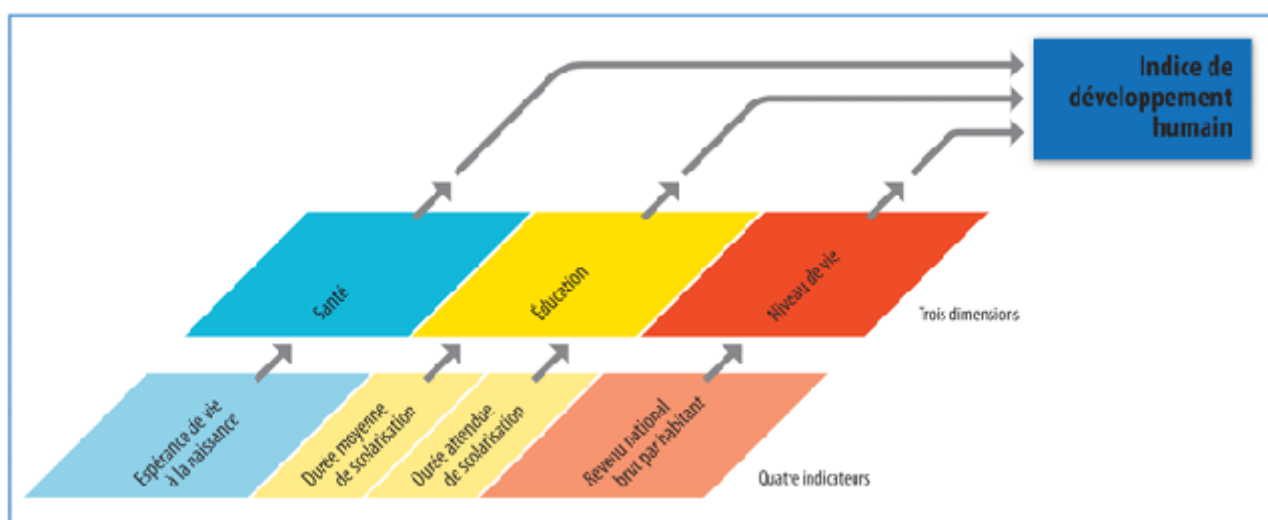 Indice de
développement
humain
Santé
Éducation
Niveau de vie
Trois dimensions
Espérance de vie
à la naissance
Durée moyenne
de scolarisation
Durée attendue
de scolarisation
Revenu national
brut par habitant
Quatre indicateurs